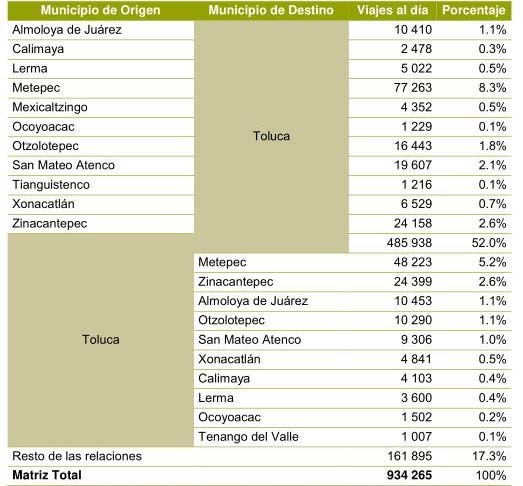 Municipio de Origen Municipio de Destino Viajes al día Porcentaje
Almoloya de Juárez 10 410 1.1%
Calimaya 2 478 0.3%
Lerma 5 022 0.5%
Metepec 77 263 8.3%
Mexicaltzingo 4 352 0.5%
Ocoyoacac 1 229 0.1%
Toluca
Otzolotepec 16 443 1.8%
San Mateo Atenco 19 607 2.1%
Tianguistenco 1 216 0.1%
Xonacatlán 6 529 0.7%
Zinacantepec 24 158 2.6%
485 938 52.0%
Metepec 48 223 5.2%
Zinacantepec 24 399 2.6%
Almoloya de Juárez 10 453 1.1%
Otzolotepec 10 290 1.1%
Toluca San Mateo Atenco 9 306 1.0%
Xonacatlán 4 841 0.5%
Calimaya 4 103 0.4%
Lerma 3 600 0.4%
Ocoyoacac 1 502 0.2%
Tenango del Valle 1 007 0.1%
Resto de las relaciones 161 895 17.3%
Matriz Total 934 265 100%